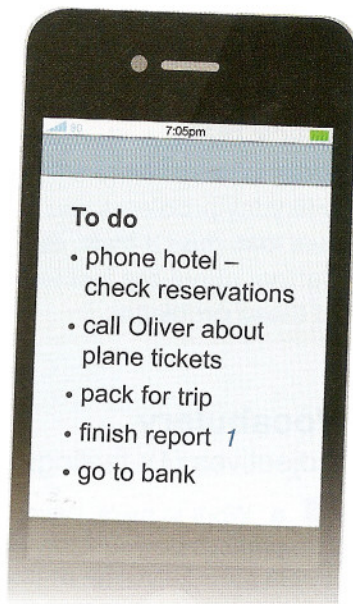 7:05pm
To do
• phone hotel –
check reservations
• call Oliver about
plane tickets
• pack for trip
• finish report 1
• go to bank